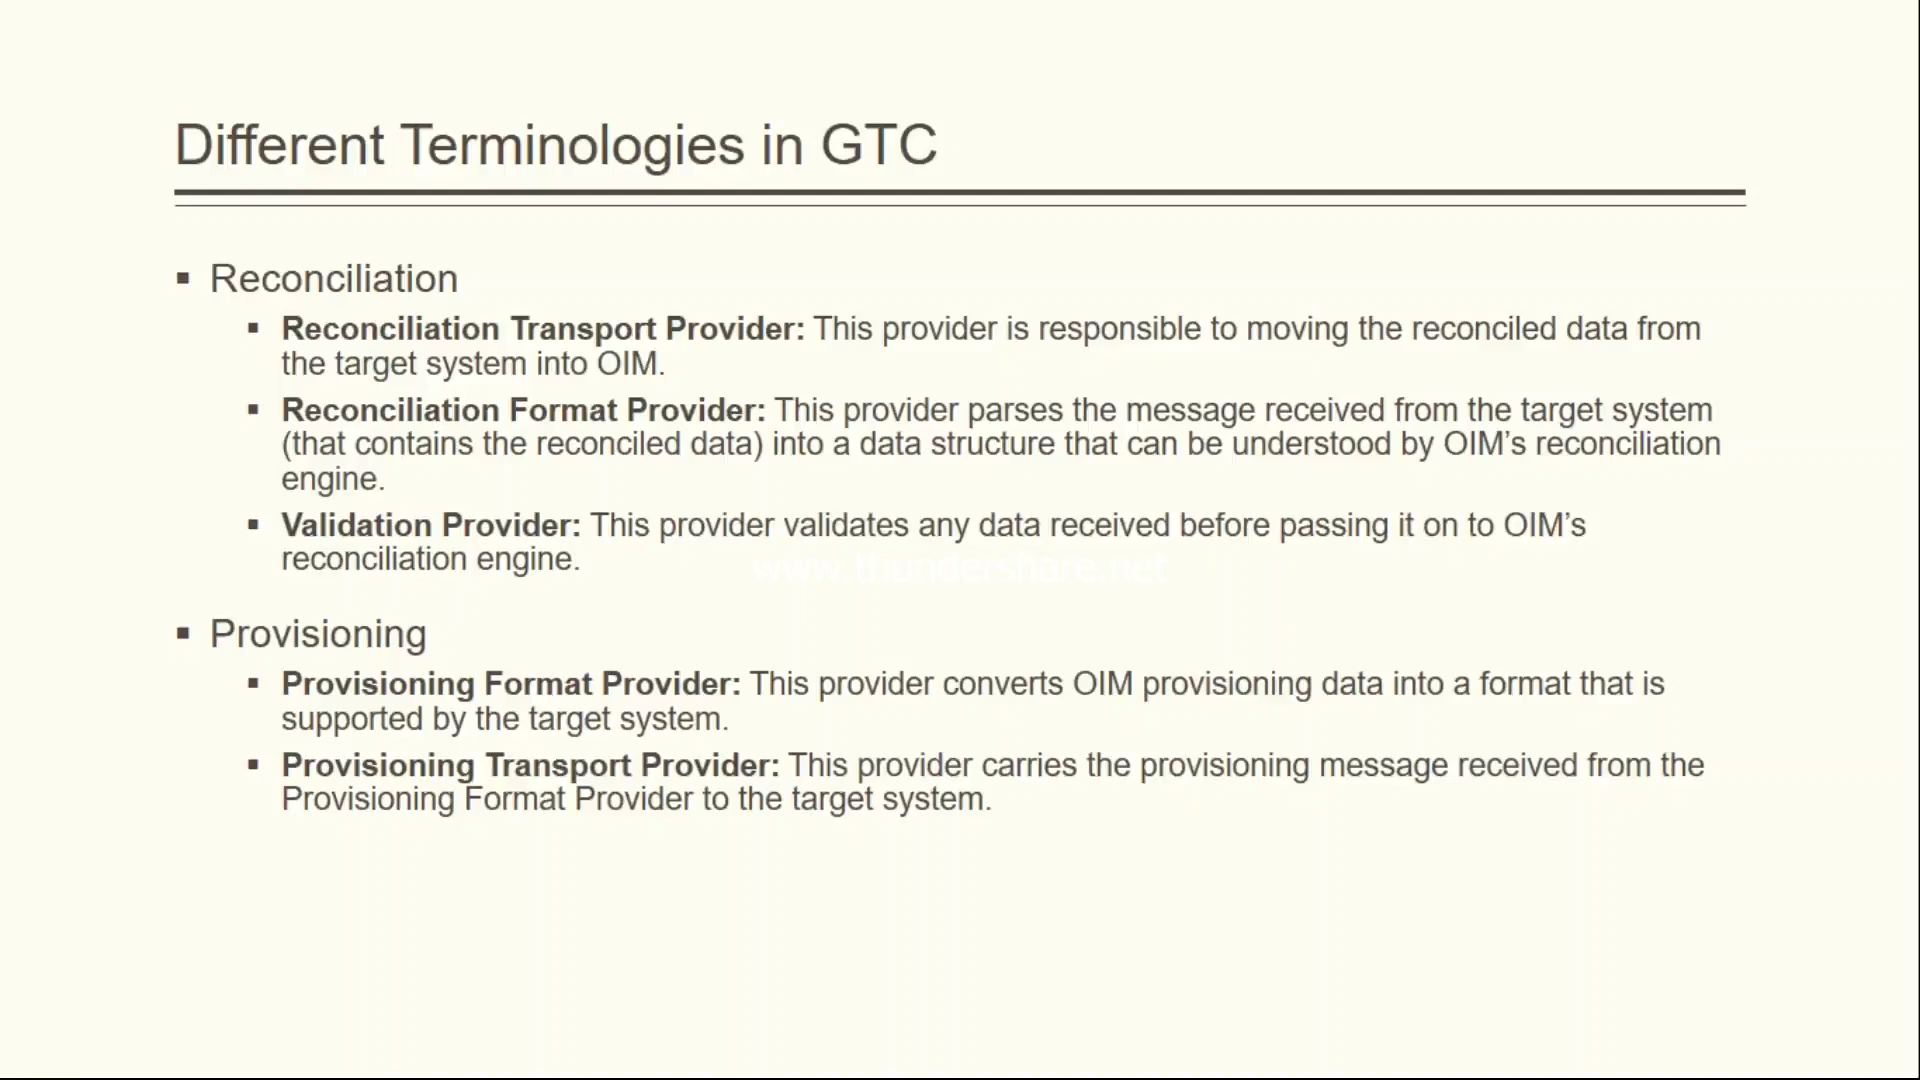 Different Terminologies in GTC
▪ Reconciliation
▪ Reconciliation Transport Provider: This provider is responsible to moving the reconciled data from
the target system into OIM.
▪ Reconciliation Format Provider: This provider parses the message received from the target system
(that contains the reconciled data) into a data structure that can be understood by OIM’s reconciliation
engine.
▪ Validation Provider: This provider validates any data received before passing it on to OIM’s
reconciliation engine.
www.thundershare.net
▪ Provisioning
▪ Provisioning Format Provider: This provider converts OIM provisioning data into a format that is
supported by the target system.
▪ Provisioning Transport Provider: This provider carries the provisioning message received from the
Provisioning Format Provider to the target system.